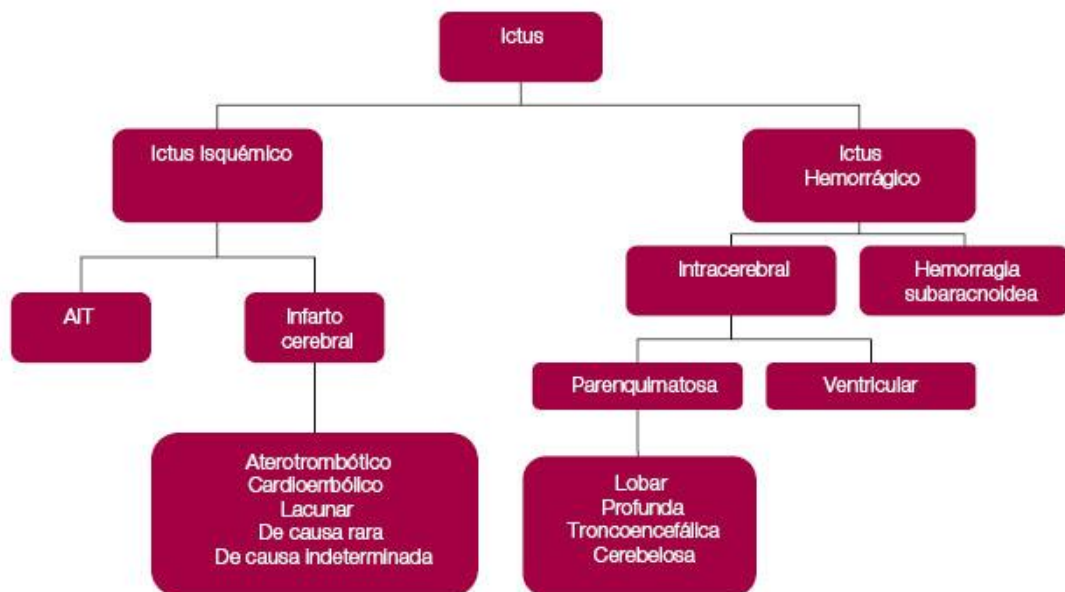 Ictus
Ictus Isquémico
Ictus
Hemorrágico
AIT
Infarto
cerebral
Intracerebral
Hemorragia
subaracnoidea
Parenquimatosa
Ventricular
Aterotrombótico
Cardioembólico
Lacunar
De causa rara
De causa indeterminada
Lobar
Profunda
Troncoencefálica
Cerebelosa